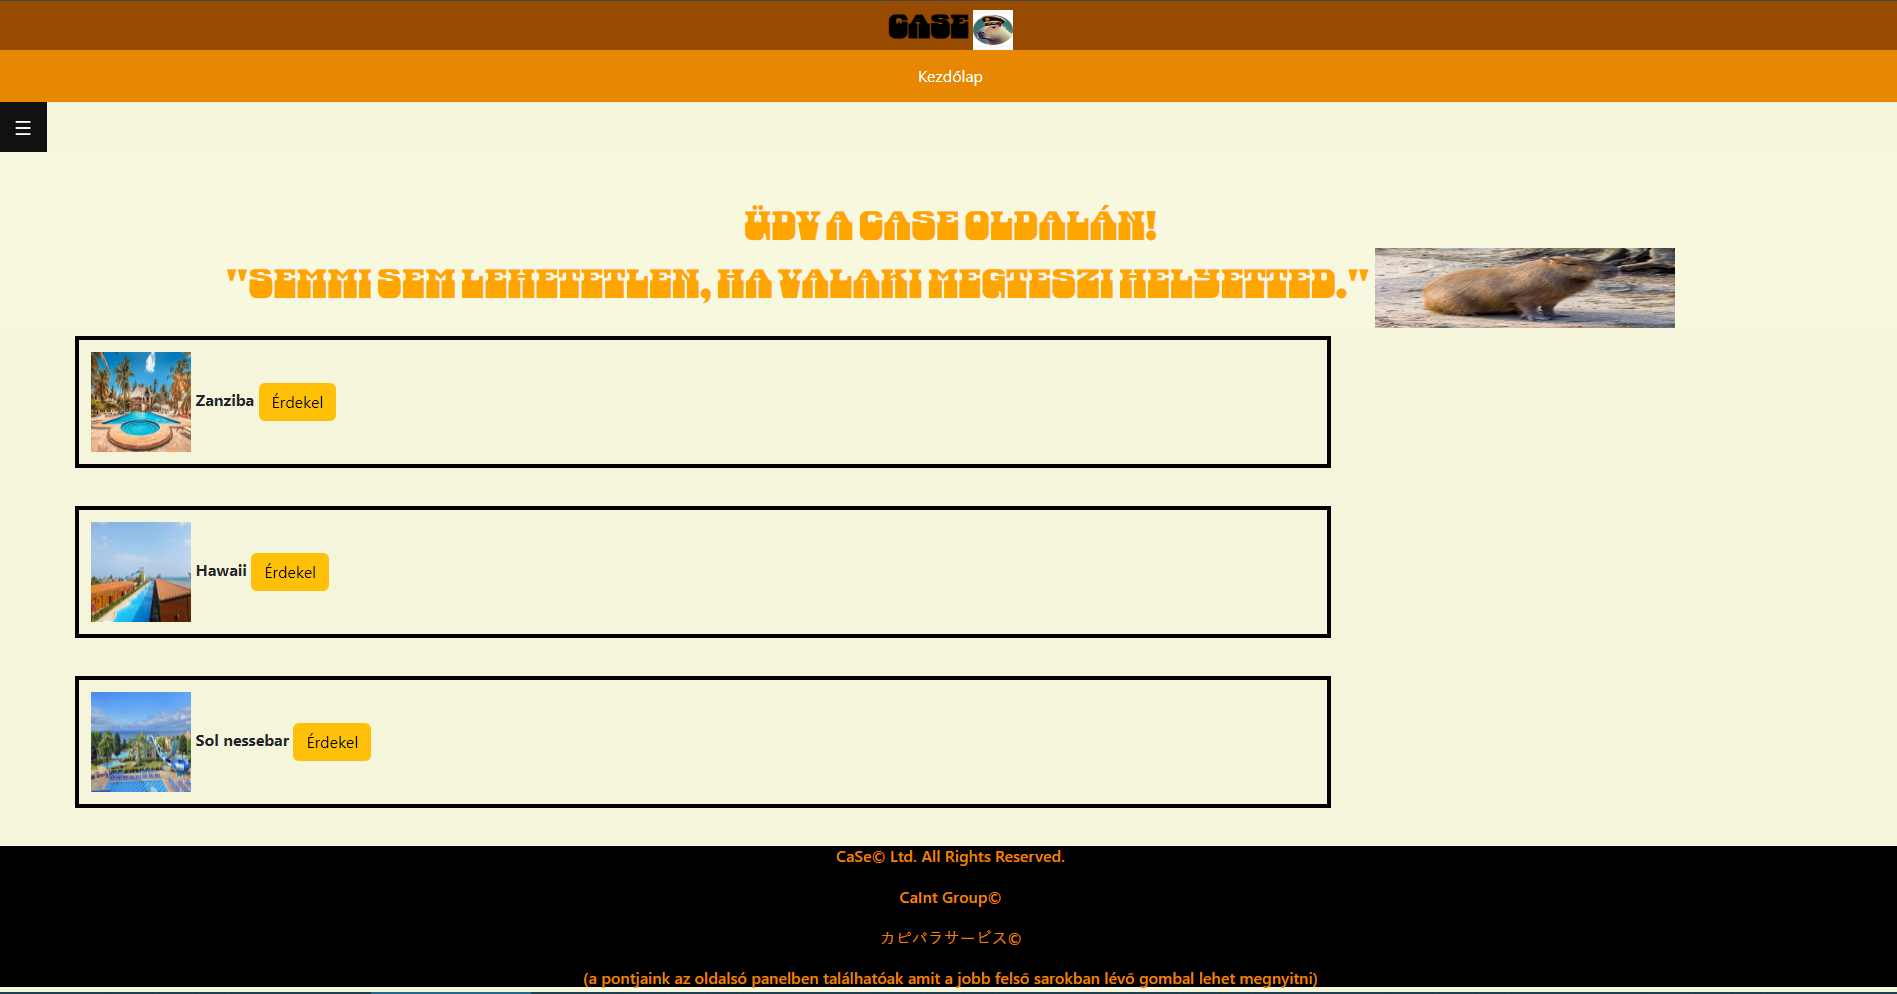 CASE
Kezdőlap
☰
ÜDV A CASE OLDALÁN!
"SEMMI SEM LEHETETLEN, HA VALAKI MEGTESZI HELYETTED."
Zanziba Érdekel
Hawaii Érdekel
Sol nessebar Érdekel
CaSe© Ltd. All Rights Reserved.
CaInt Group©
カピバラサービス©
(a pontjaink az oldalsó panelben találhatóak amit a jobb felső sarokban lévő gombal lehet megnyitni)